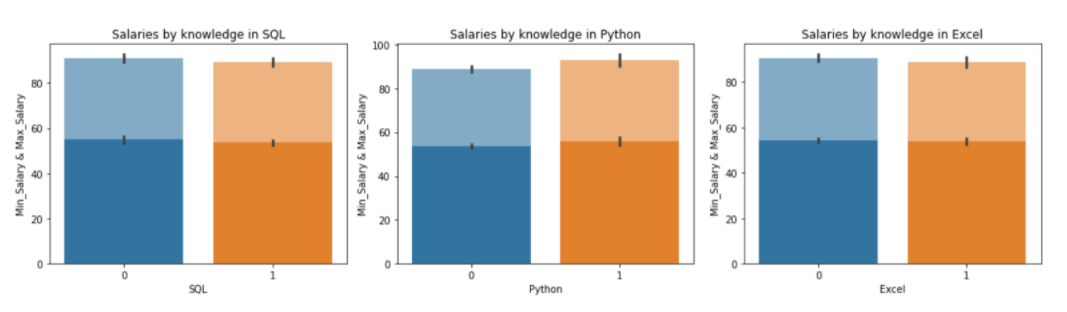 Salaries by knowledge in SQL
Min_Salary & Max_Salary
80
60
40
20
0
0 1
SQL
Salaries by knowledge in Python
Min_Salary & Max_Salary
100
80
60
40
20
0
0 1
Python
Salaries by knowledge in Excel
Min_Salary & Max_Salary
80
60
40
20
0
0 1
Excel